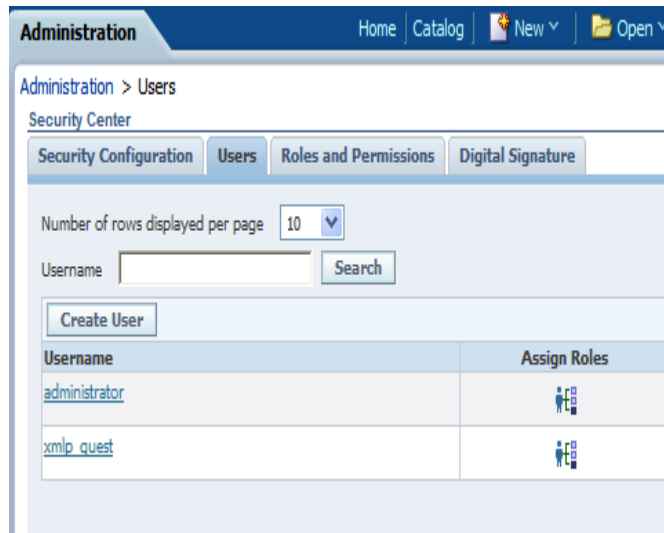 Administration
Home Catalog New Open
Administration > Users
Security Center
Security Configuration Users Roles and Permissions Digital Signature
Number of rows displayed per page 10
Username Search
Create User
Username Assign Roles
administrator
xmlp_guest